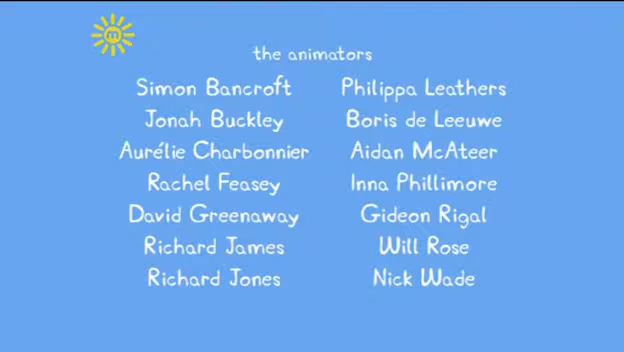 m
the animators
Simon Bancroft Philippa Leathers
Jonah Buckley Boris de Leeuwe
Aurélie Charbonnier Aidan McAteer
Rachel Feasey Inna Phillimore
David Greenaway Gideon Rigal
Richard James Will Rose
Richard Jones Nick Wade